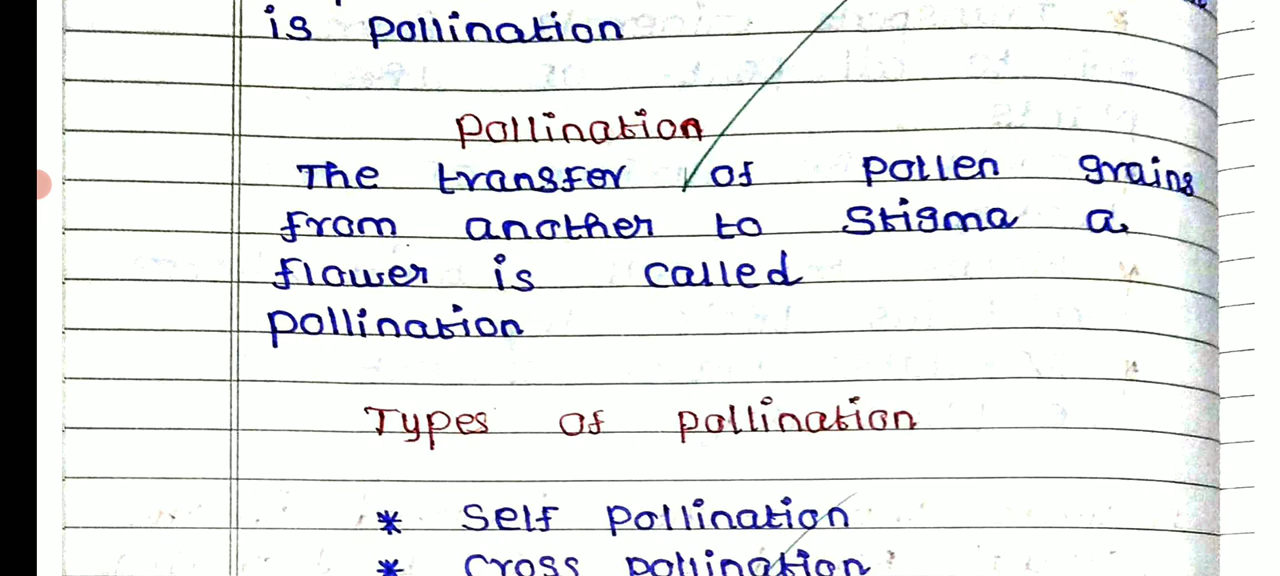 is pollination
Pollination
The transfer of pollen grains
from another to Stigma a
flower is called
pollination
Types of pollination
* Self pollination
* Cross pollination